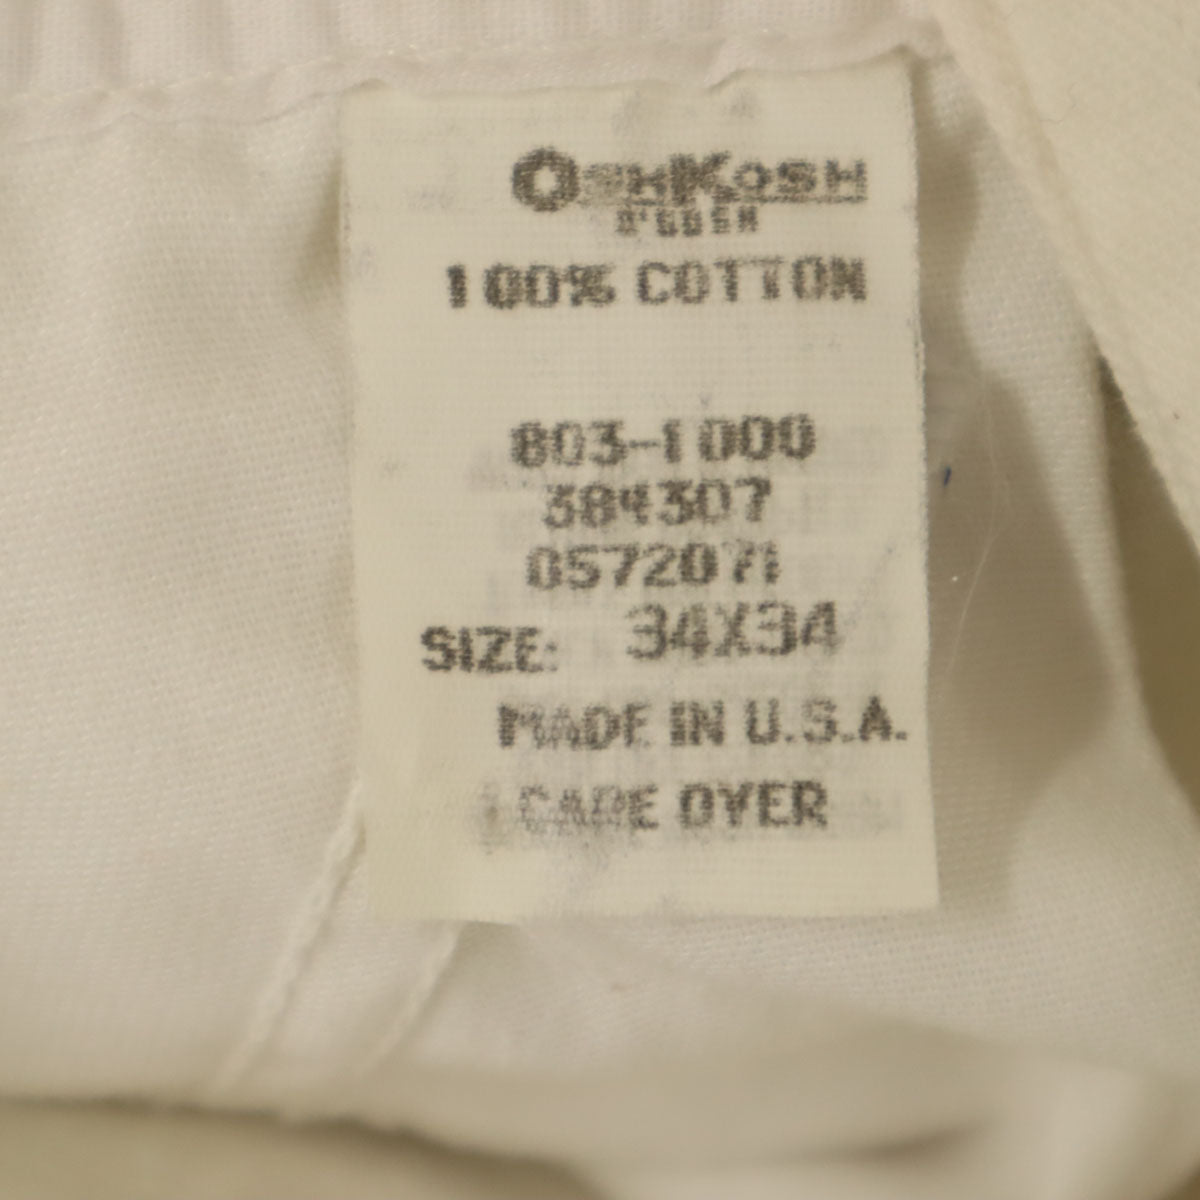 OSHKOSH
B'GOSH
100% COTTON
803-1000
384307
0572071
SIZE: 34X34
MADE IN U.S.A.
CARE OVER